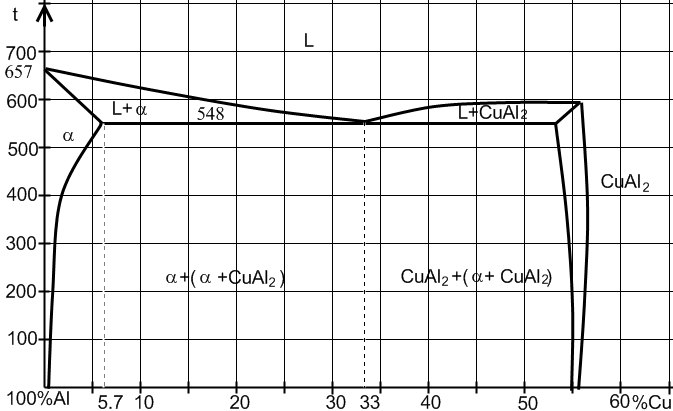 t
L
700
657
600
L+ α
548
L+CuAl2
α
500
CuAl2
400
300
α+( α +CuAl2 )
CuAl2+(α+ CuAl2)
200
100
100%Al 5.7 10 20 30 33 40 50 60 %Cu